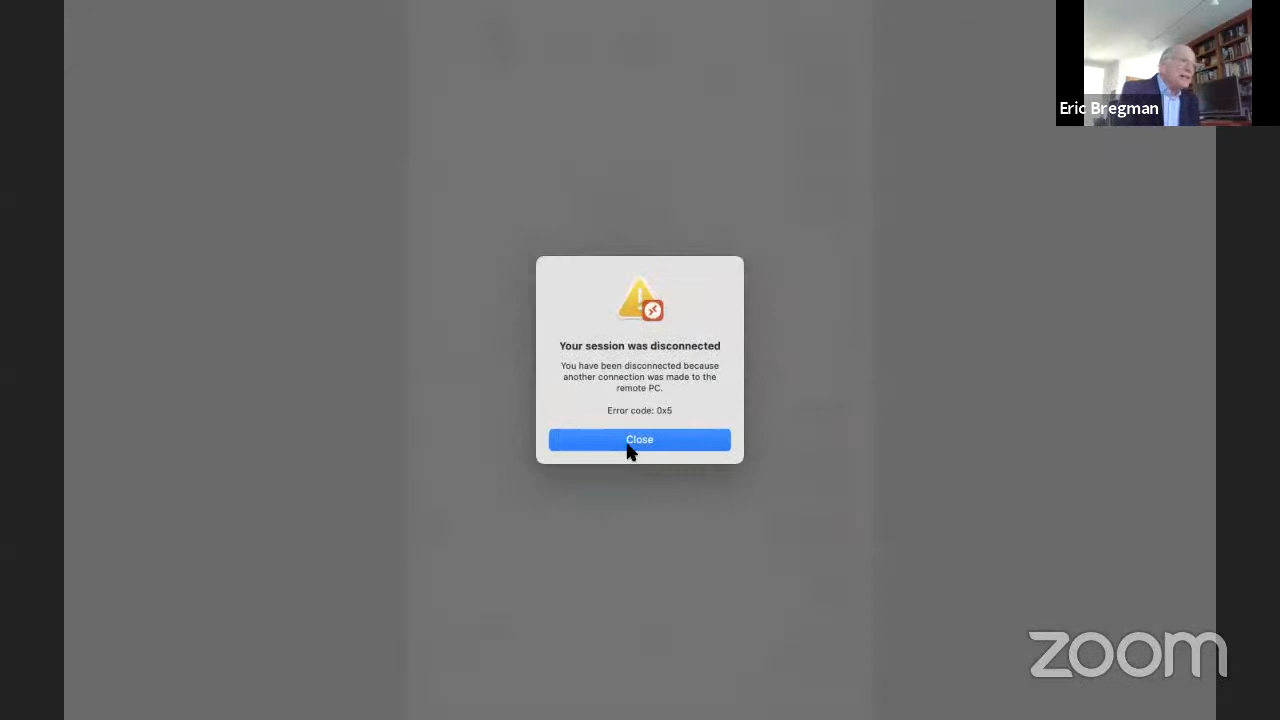 Eric Bregman
Your session was disconnected
You have been disconnected because
another connection was made to the
remote PC.
Error code: 0x5
Close
zoom